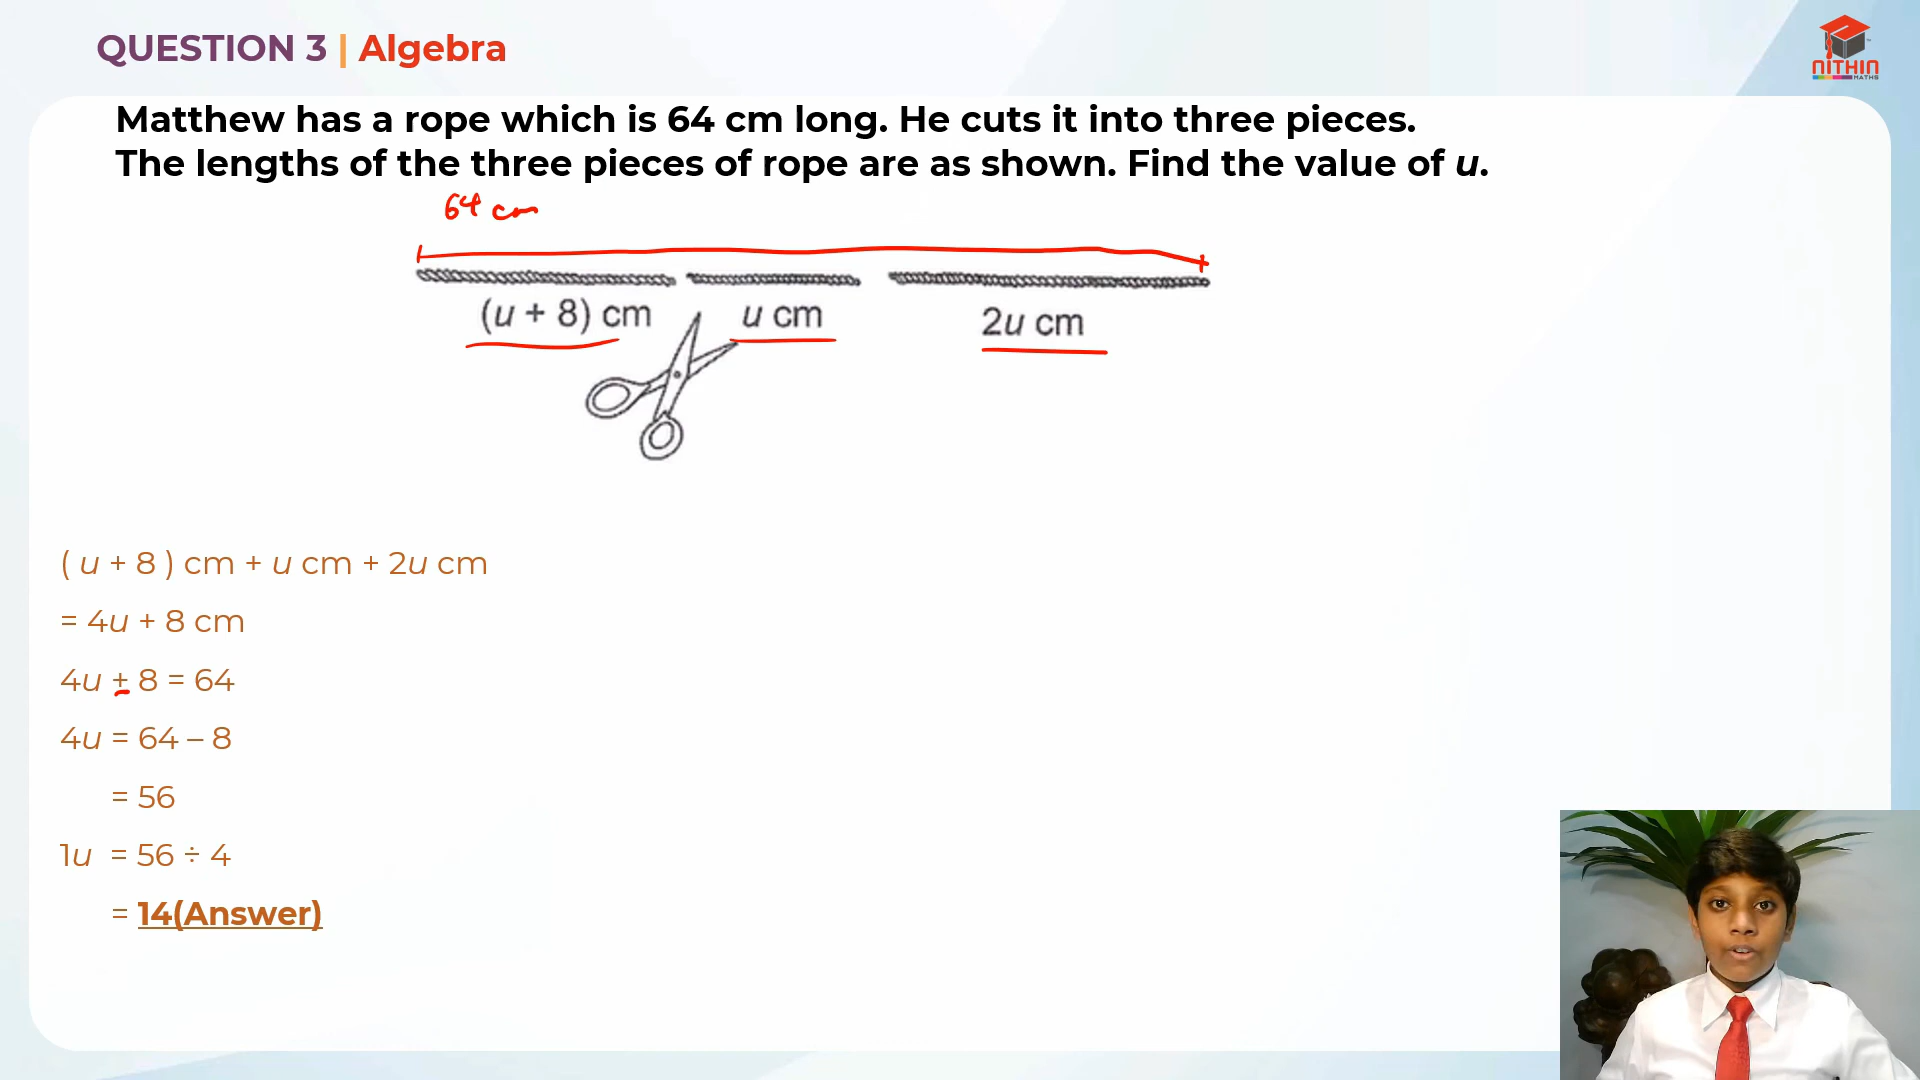 QUESTION 3 | Algebra
NITHIN
MATHS
Matthew has a rope which is 64 cm long. He cuts it into three pieces.
The lengths of the three pieces of rope are as shown. Find the value of u.
64 cm
(u + 8) cm u cm 2u cm
( u + 8 ) cm + u cm + 2u cm
= 4u + 8 cm
4u + 8 = 64
4u = 64 – 8
= 56
1u = 56 ÷ 4
= 14(Answer)